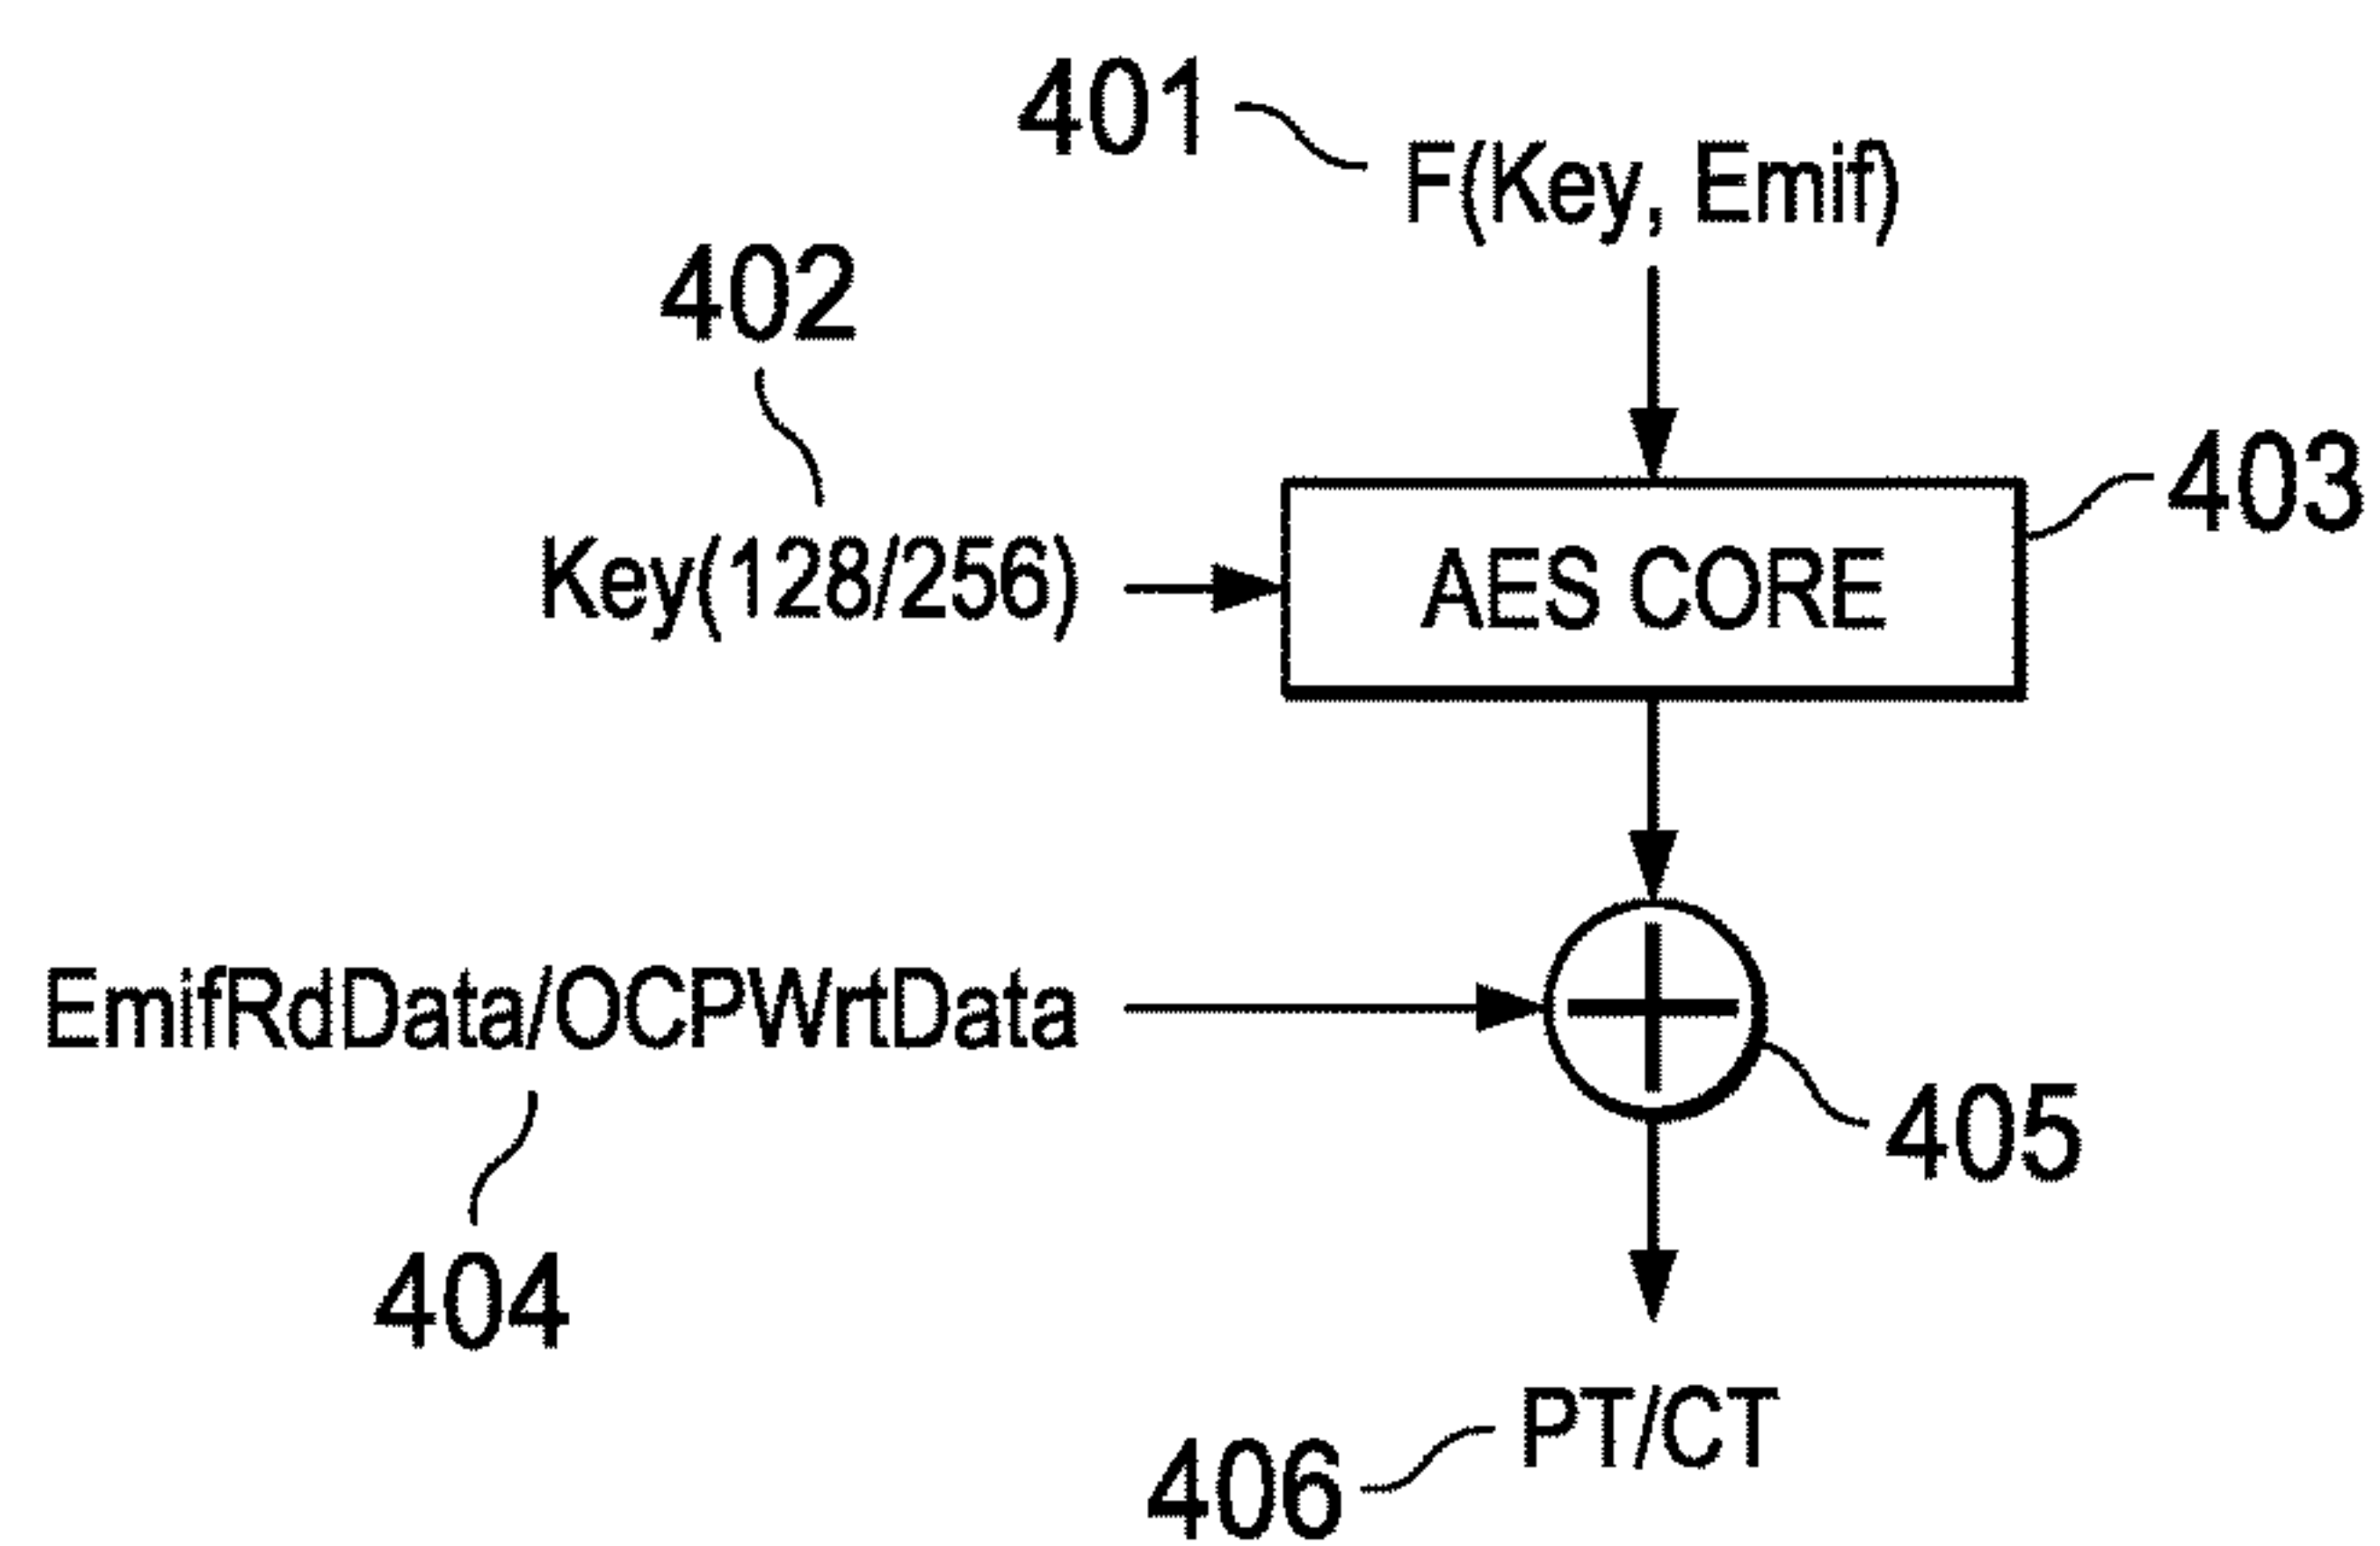 401
F(Key, Emif)
402
403
Key(128/256)
AES CORE
EmifRdData/OCPWrtData
405
404
PT/CT
406